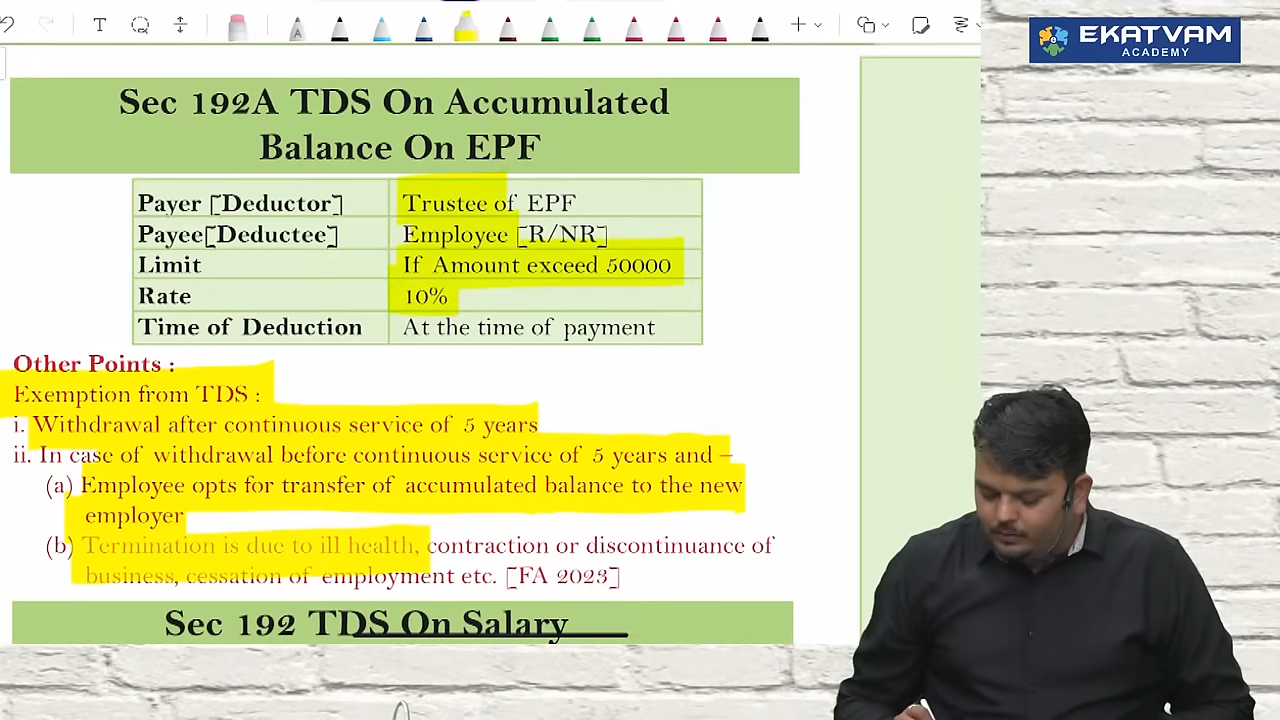 EKATVAM
ACADEMY
Sec 192A TDS On Accumulated
Balance On EPF
Payer [Deductor] Trustee of EPF
Payee[Deductee] Employee [R/NR]
Limit If Amount exceed 50000
Rate 10%
Time of Deduction At the time of payment
Other Points :
Exemption from TDS :
i. Withdrawal after continuous service of 5 years
ii. In case of withdrawal before continuous service of 5 years and –
(a) Employee opts for transfer of accumulated balance to the new
employer
(b) Termination is due to ill health, contraction or discontinuance of
business, cessation of employment etc. [FA 2023]
Sec 192 TDS On Salary